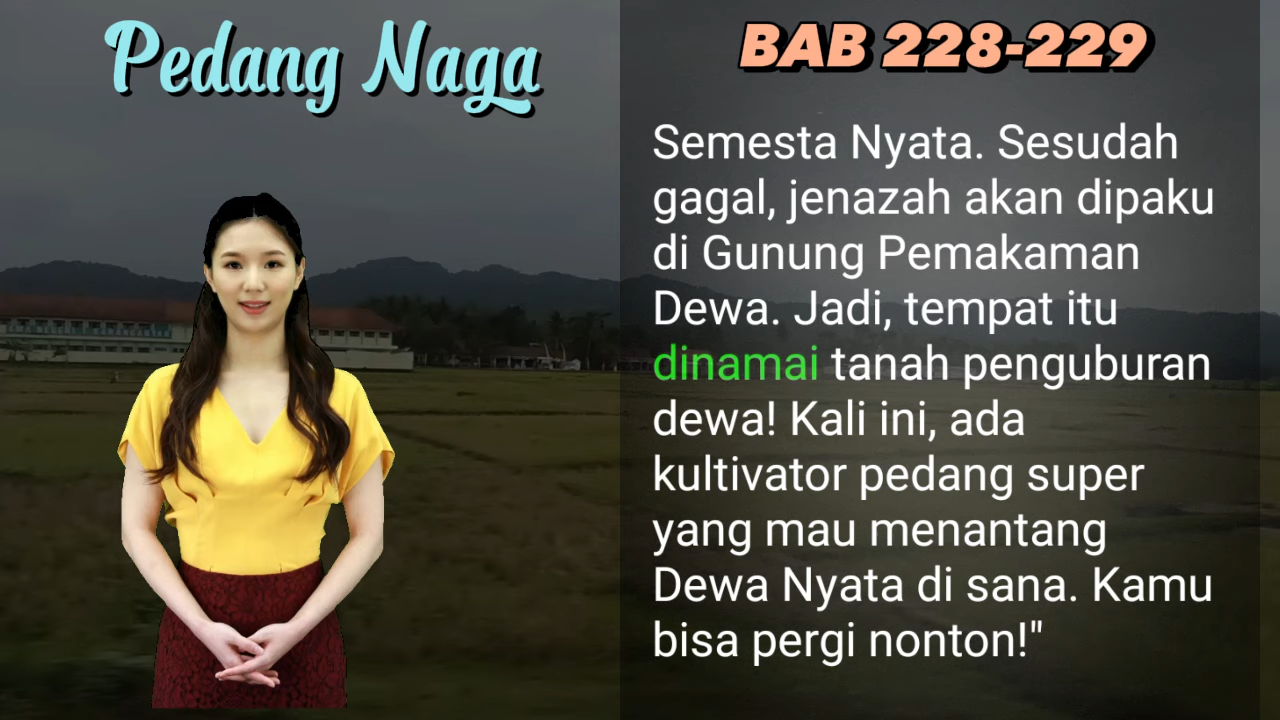 Pedang Naga
BAB 228-229
Semesta Nyata. Sesudah
gagal, jenazah akan dipaku
di Gunung Pemakaman
Dewa. Jadi, tempat itu
dinamai tanah penguburan
dewa! Kali ini, ada
kultivator pedang super
yang mau menantang
Dewa Nyata di sana. Kamu
bisa pergi nonton!"